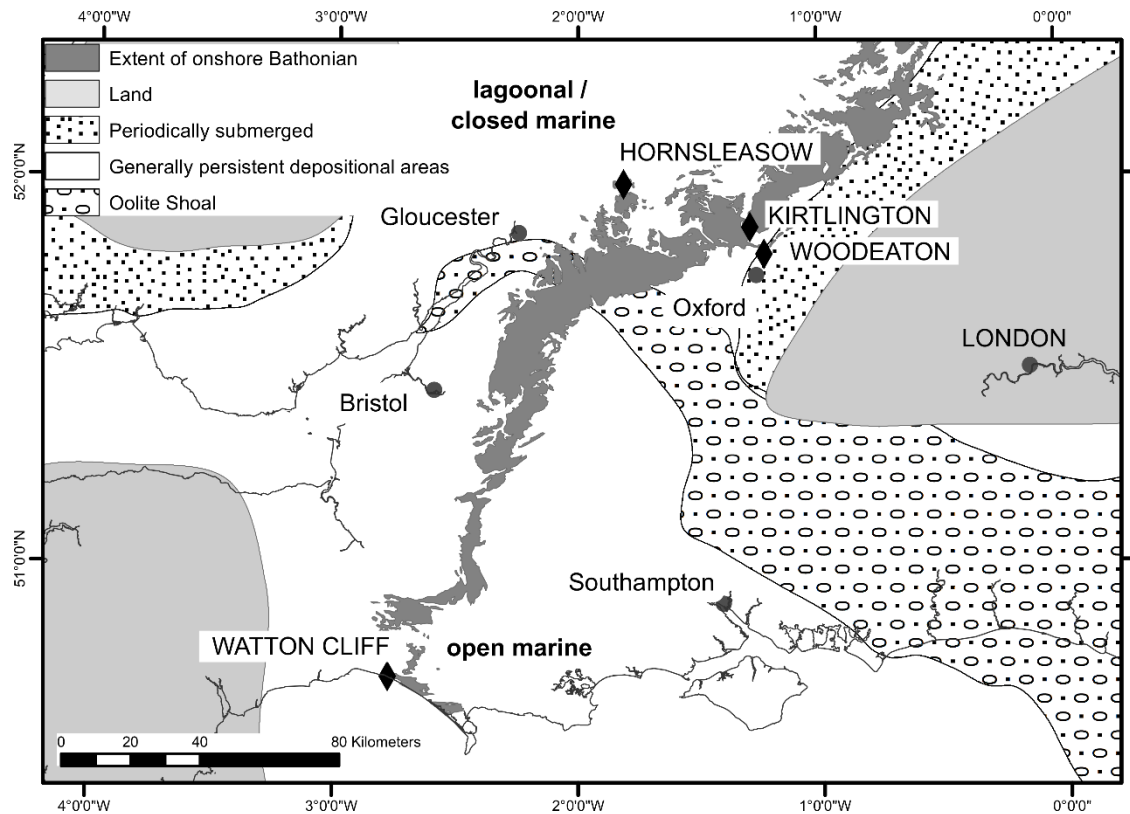 4°0'0"W 3°0'0"W 2°0'0"W 1°0'0"W 0°0'0"
Extent of onshore Bathonian
Land
Periodically submerged
Generally persistent depositional areas
Oolite Shoal
lagoonal /
closed marine
52°0'0"N
HORNSLEASOW
Gloucester
KIRTLINGTON
WOODEATON
Oxford
LONDON
Bristol
51°0'0"N
Southampton
WATTON CLIFF
open marine
0 20 40 80 Kilometers
4°0'0"W 3°0'0"W 2°0'0"W 1°0'0"W 0°0'0"